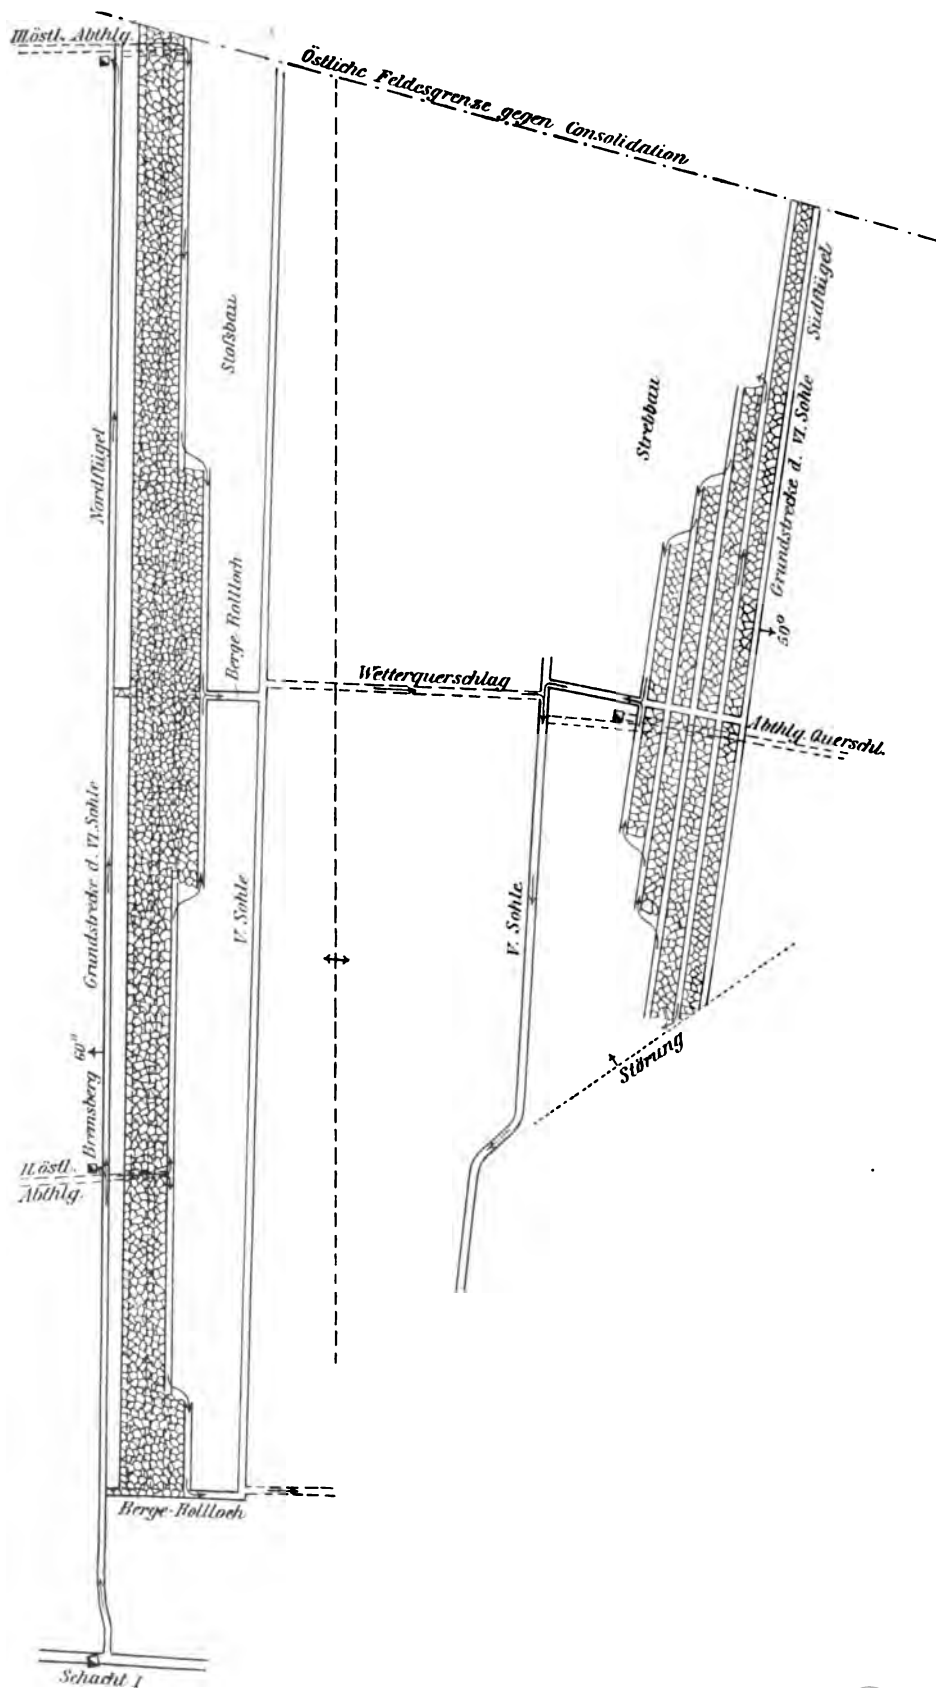 III.östl. Abthlg.
Östliche Feldesgrenze gegen Consolidation
Stoßbau
Nordflügel
Berge Rollloch
Strebbau
Südflügel
Grundstrecke d. VI. Sohle
50°
Wetterquerschlag
Abthlg. Querschl.
Grundstrecke d. VI. Sohle
V. Sohle
V. Sohle
60°
Bremsberg
Störung
II.östl.
Abthlg.
Berge-Rollloch
Schacht I